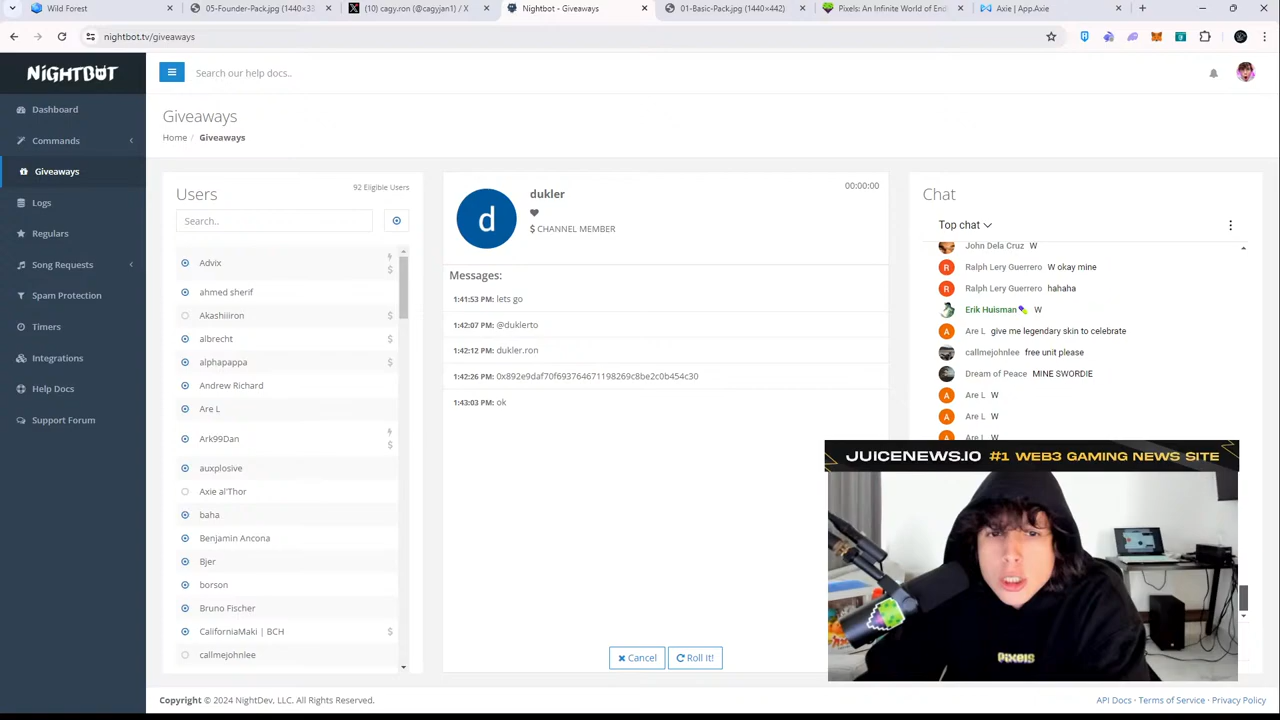 Wild Forest
05-Founder-Pack.jpg (1440×33
(10) cagy.ron (@cagyjan1) /
Nightbot - Giveaways
01-Basic-Pack.jpg (1440×442)
Pixels: An Infinite World of End
Axie | App.Axie
nightbot.tv/giveaways
NIGHTBOT
Search our help docs..
Dashboard
Commands
Giveaways
Logs
Regulars
Song Requests
Spam Protection
Timers
Integrations
Help Docs
Support Forum
Giveaways
Home / Giveaways
Users
92 Eligible Users
Search..
Advix
$
ahmed sherif
Akashiiiron $
albrecht $
alphapappa $
Andrew Richard
Are L
Ark99Dan
$
auxplosive
Axie al'Thor
baha
Benjamin Ancona
Bjer
borson
Bruno Fischer
CaliforniaMaki | BCH $
callmejohnlee
d
dukler
00:00:00
$ CHANNEL MEMBER
Messages:
1:41:53 PM: lets go
1:42:07 PM: @duklerto
1:42:12 PM: dukler.ron
1:42:26 PM: 0x892e9daf70f693764671198269c8be2c0b454c30
1:43:03 PM: ok
Cancel
Roll It!
Chat
Top chat
John Dela Cruz W
R Ralph Lery Guerrero W okay mine
R Ralph Lery Guerrero hahaha
Erik Huisman W
A Are L give me legendary skin to celebrate
callmejohnlee free unit please
Dream of Peace MINE SWORDIE
A Are L W
A Are L W
A Are L W
JUICENEWS.IO #1 WEB3 GAMING NEWS SITE
PIXELS
Copyright © 2024 NightDev, LLC. All Rights Reserved.
API Docs · Terms of Service · Privacy Policy